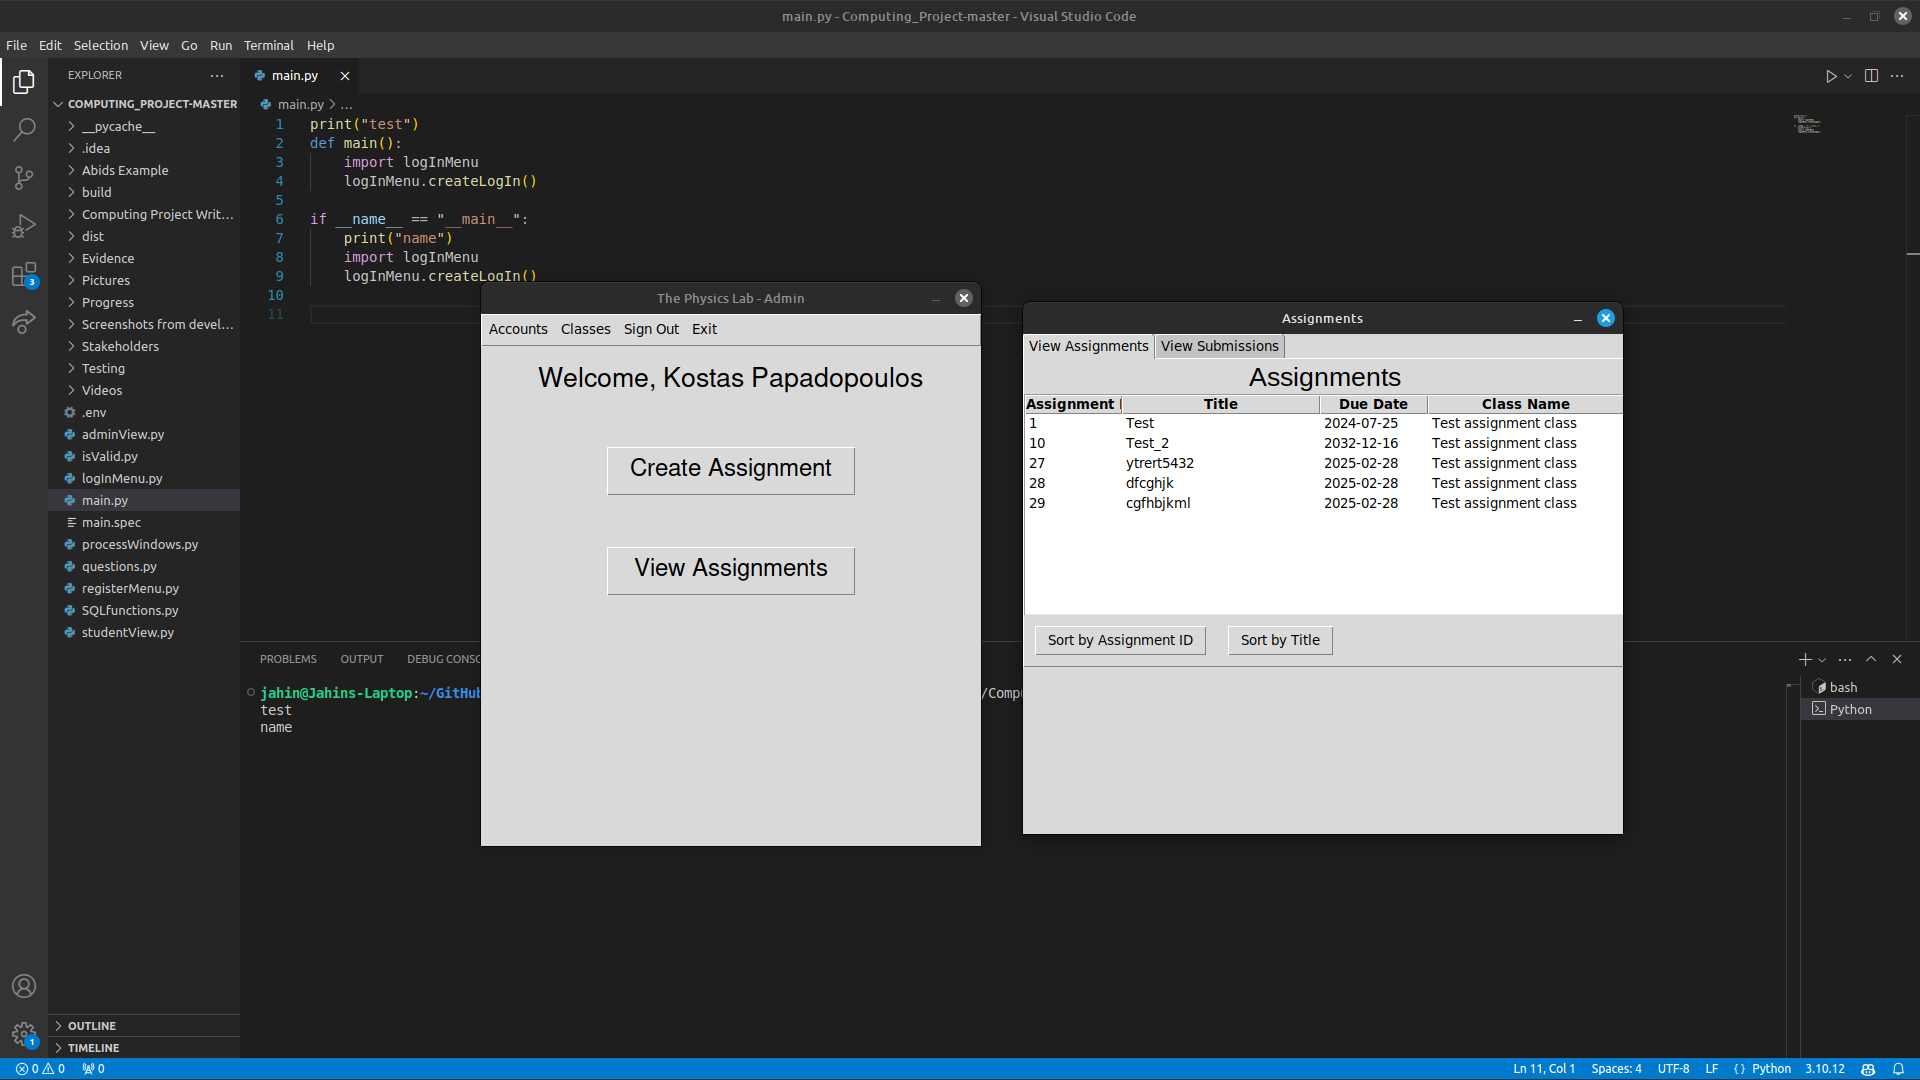 main.py - Computing_Project-master - Visual Studio Code
File Edit Selection View Go Run Terminal Help
EXPLORER
COMPUTING_PROJECT-MASTER
__pycache__
.idea
Abids Example
build
Computing Project Writ...
dist
Evidence
Pictures
Progress
Screenshots from devel...
Stakeholders
Testing
Videos
.env
adminView.py
isValid.py
logInMenu.py
main.py
main.spec
processWindows.py
questions.py
registerMenu.py
SQLfunctions.py
studentView.py
OUTLINE
TIMELINE
3
1
main.py
main.py > ...
1 print("test")
2 def main():
3 import logInMenu
4 logInMenu.createLogIn()
5
6 if __name__ == "__main__":
7 print("name")
8 import logInMenu
9 logInMenu.createLogIn()
10
11
The Physics Lab - Admin
Accounts Classes Sign Out Exit
Welcome, Kostas Papadopoulos
Create Assignment
View Assignments
Assignments
View Assignments View Submissions
Assignments
Assignment Title Due Date Class Name
1 Test 2024-07-25 Test assignment class
10 Test_2 2032-12-16 Test assignment class
27 ytrert5432 2025-02-28 Test assignment class
28 dfcghjk 2025-02-28 Test assignment class
29 cgfhbjkml 2025-02-28 Test assignment class
Sort by Assignment ID Sort by Title
PROBLEMS OUTPUT DEBUG CONSC
jahin@Jahins-Laptop:~/GitHub /Compu
test
name
bash
Python
0 0 0
Ln 11, Col 1 Spaces: 4 UTF-8 LF { } Python 3.10.12